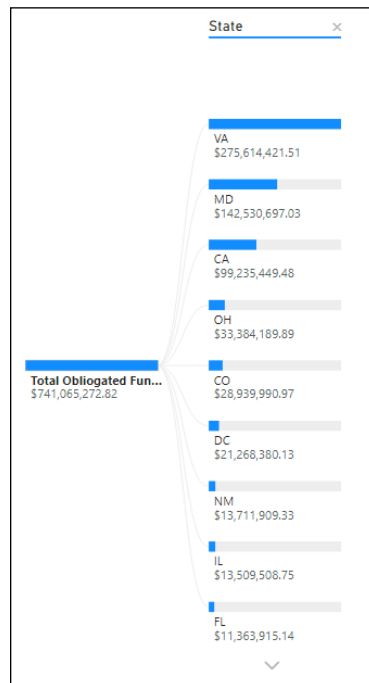 State
VA
$275,614,421.51
MD
$142,530,697.03
CA
$99,235,449.48
OH
$33,384,189.89
Total Obliogated Fun...
$741,065,272.82
CO
$28,939,990.97
DC
$21,268,380.13
NM
$13,711,909.33
IL
$13,509,508.75
FL
$11,363,915.14